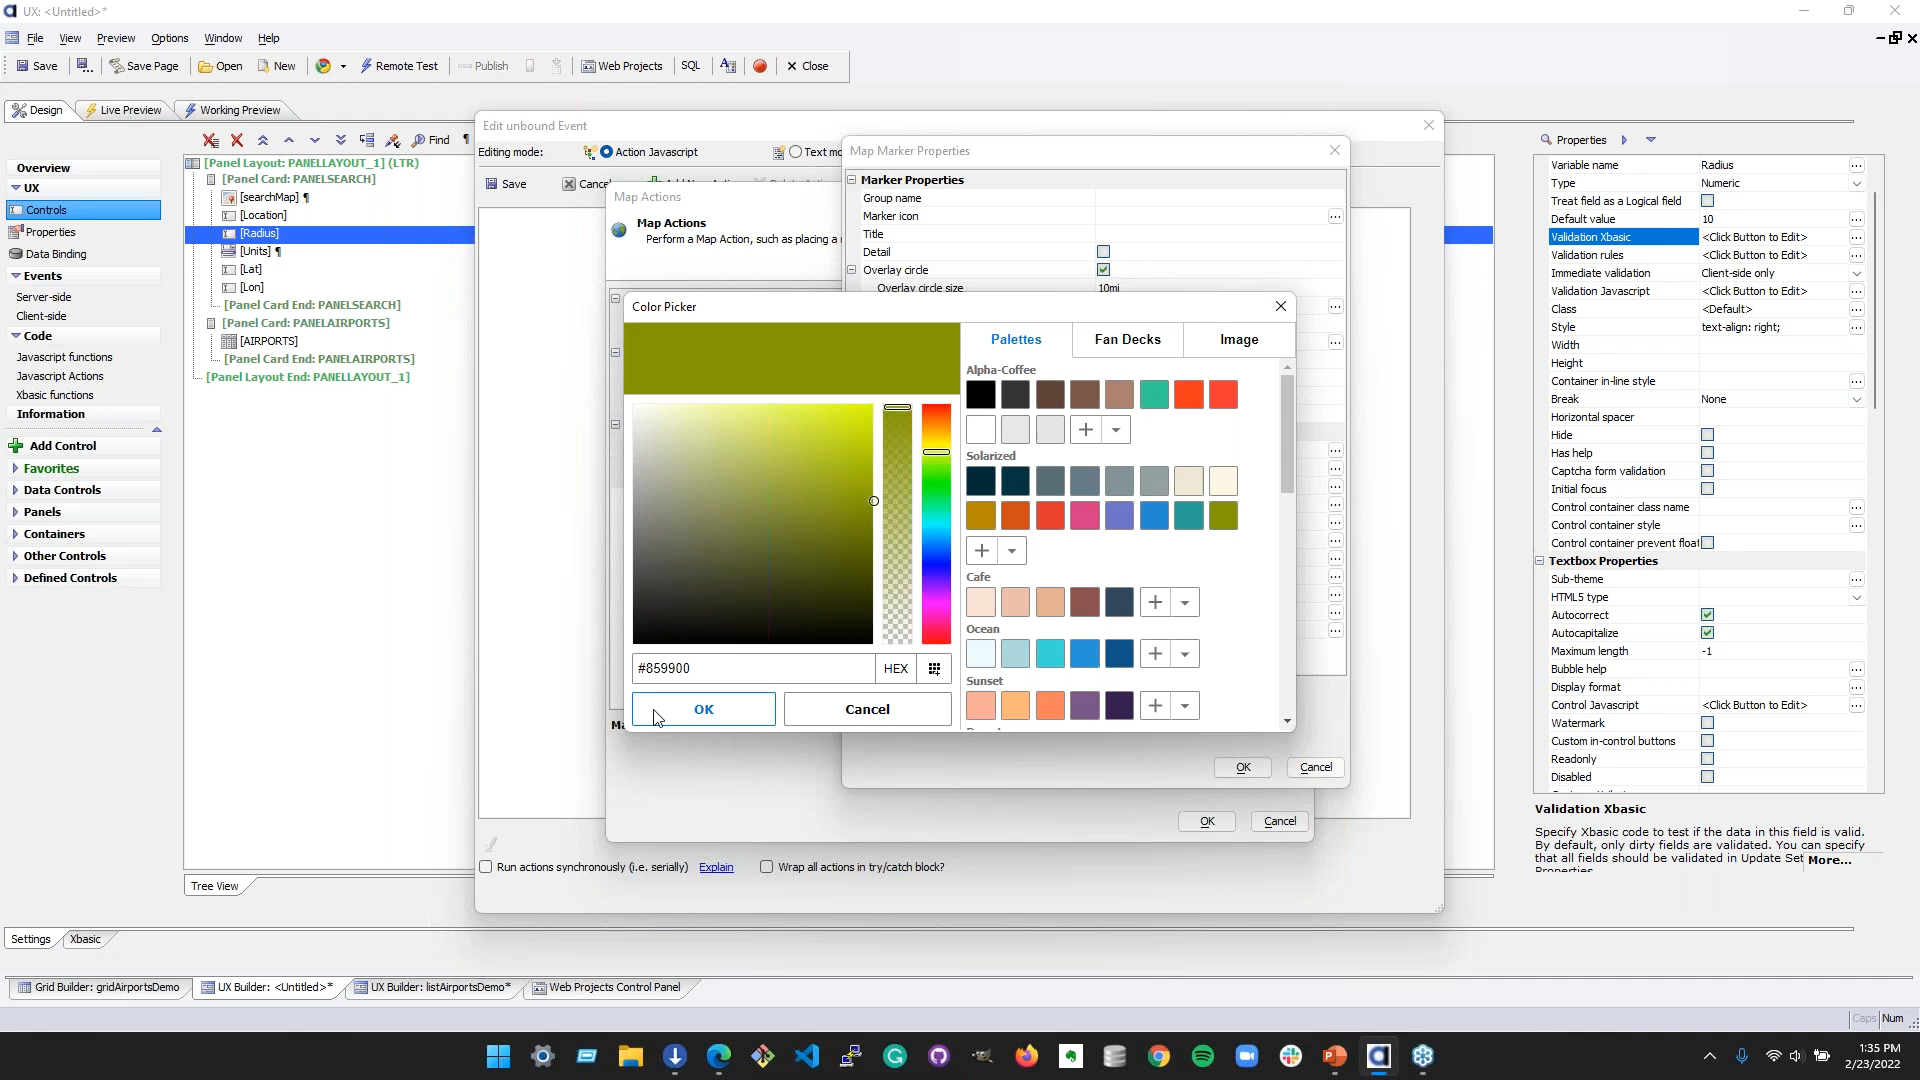 UX: <Untitled>*
File View Preview Options Window Help
Save Save Page Open New Remote Test Publish Web Projects SQL Close
Design Live Preview Working Preview
Find
Overview
UX
Controls
Properties
Data Binding
Events
Server-side
Client-side
Code
Javascript functions
Javascript Actions
Xbasic functions
Information
Add Control
Favorites
Data Controls
Panels
Containers
Other Controls
Defined Controls
[Panel Layout: PANELLAYOUT_1] (LTR)
[Panel Card: PANELSEARCH]
[searchMap] ¶
[Location]
[Radius]
[Units] ¶
[Lat]
[Lon]
[Panel Card End: PANELSEARCH]
[Panel Card: PANELAIRPORTS]
[AIRPORTS]
[Panel Card End: PANELAIRPORTS]
[Panel Layout End: PANELLAYOUT_1]
Tree View
Edit unbound Event
Editing mode: Action Javascript
Save
Map Actions
Map Actions
Perform a Map Action, such as placing a
Run actions synchronously (i.e. serially) Explain Wrap all actions in try/catch block?
OK Cancel
Map Marker Properties
Marker Properties
Group name
Marker icon
Title
Detail
Overlay circle
Overlay circle size 10mi
OK Cancel
Color Picker
Palettes Fan Decks Image
Alpha-Coffee
Solarized
Cafe
Ocean
Sunset
#859900 HEX
OK Cancel
Properties
Variable name Radius
Type Numeric
Treat field as a Logical field
Default value 10
Validation Xbasic <Click Button to Edit>
Validation rules <Click Button to Edit>
Immediate validation Client-side only
Validation Javascript <Click Button to Edit>
Class <Default>
Style text-align: right;
Width
Height
Container in-line style
Break None
Horizontal spacer
Hide
Has help
Captcha form validation
Initial focus
Control container class name
Control container style
Control container prevent float
Textbox Properties
Sub-theme
HTML5 type
Autocorrect
Autocapitalize
Maximum length -1
Bubble help
Display format
Control Javascript <Click Button to Edit>
Watermark
Custom in-control buttons
Readonly
Disabled
Validation Xbasic
Specify Xbasic code to test if the data in this field is valid.
By default, only dirty fields are validated. You can specify
that all fields should be validated in Update Set More...
Settings Xbasic
Grid Builder: gridAirportsDemo UX Builder: <Untitled>* UX Builder: listAirportsDemo* Web Projects Control Panel
Caps Num
1:35 PM
2/23/2022